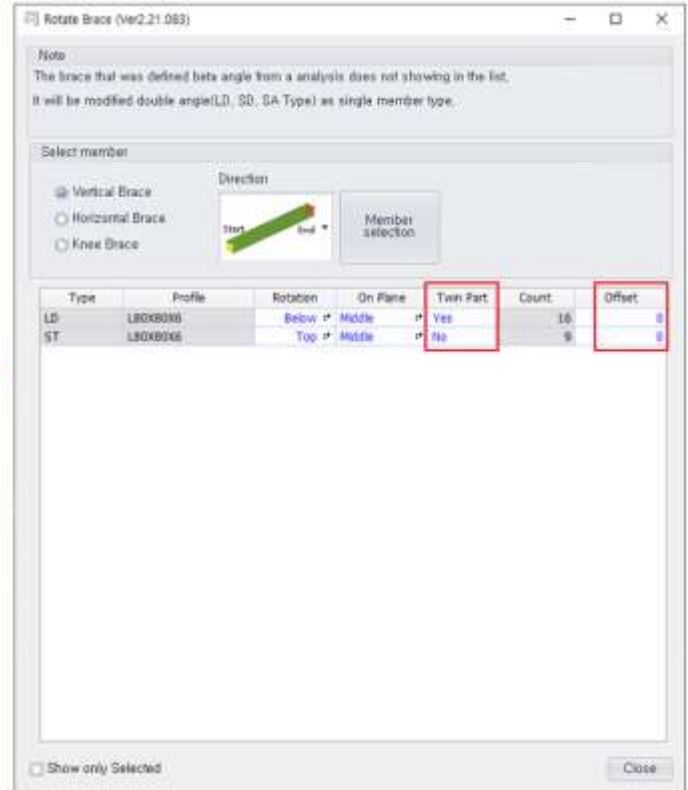 Rotate Brace (Ver2.21.083)
Note
The brace that was defined beta angle from a analysis does not showing in the list.
It will be modified double angle(LD, SD, SA Type) as single member type.
Select member
Vertical Brace
Horizontal Brace
Knee Brace
Direction
Start End
Member
selection
Type Profile Rotation On Plane Twin Part Count Offset
LD L80X80X6 Below Middle Yes 16 0
ST L80X80X6 Top Middle No 9 0
Show only Selected
Close